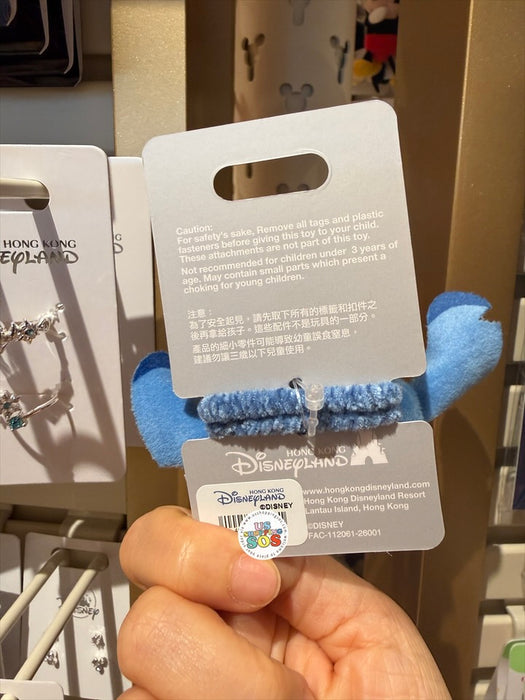 Caution:
For safety's sake, Remove all tags and plastic
fasteners before giving this toy to your child.
These attachments are not part of this toy.
Not recommended for children under 3 years of
age. May contain small parts which present a
choking for young children.
注意：
為了安全起見，請先取下所有的標籤和扣件之
後再拿給孩子。這些配件不是玩具的一部分。
產品的細小零件可能導致幼童誤食窒息，
建議勿讓三歲以下兒童使用。
HONG KONG
DISNEYLAND
www.hongkongdisneyland.com
Hong Kong Disneyland Resort
Lantau Island, Hong Kong
©DISNEY
FAC-112061-26001
HONG KONG
DISNEYLAND
©DISNEY
US
SOS
HONG KONG
EYLAND
DISNEY